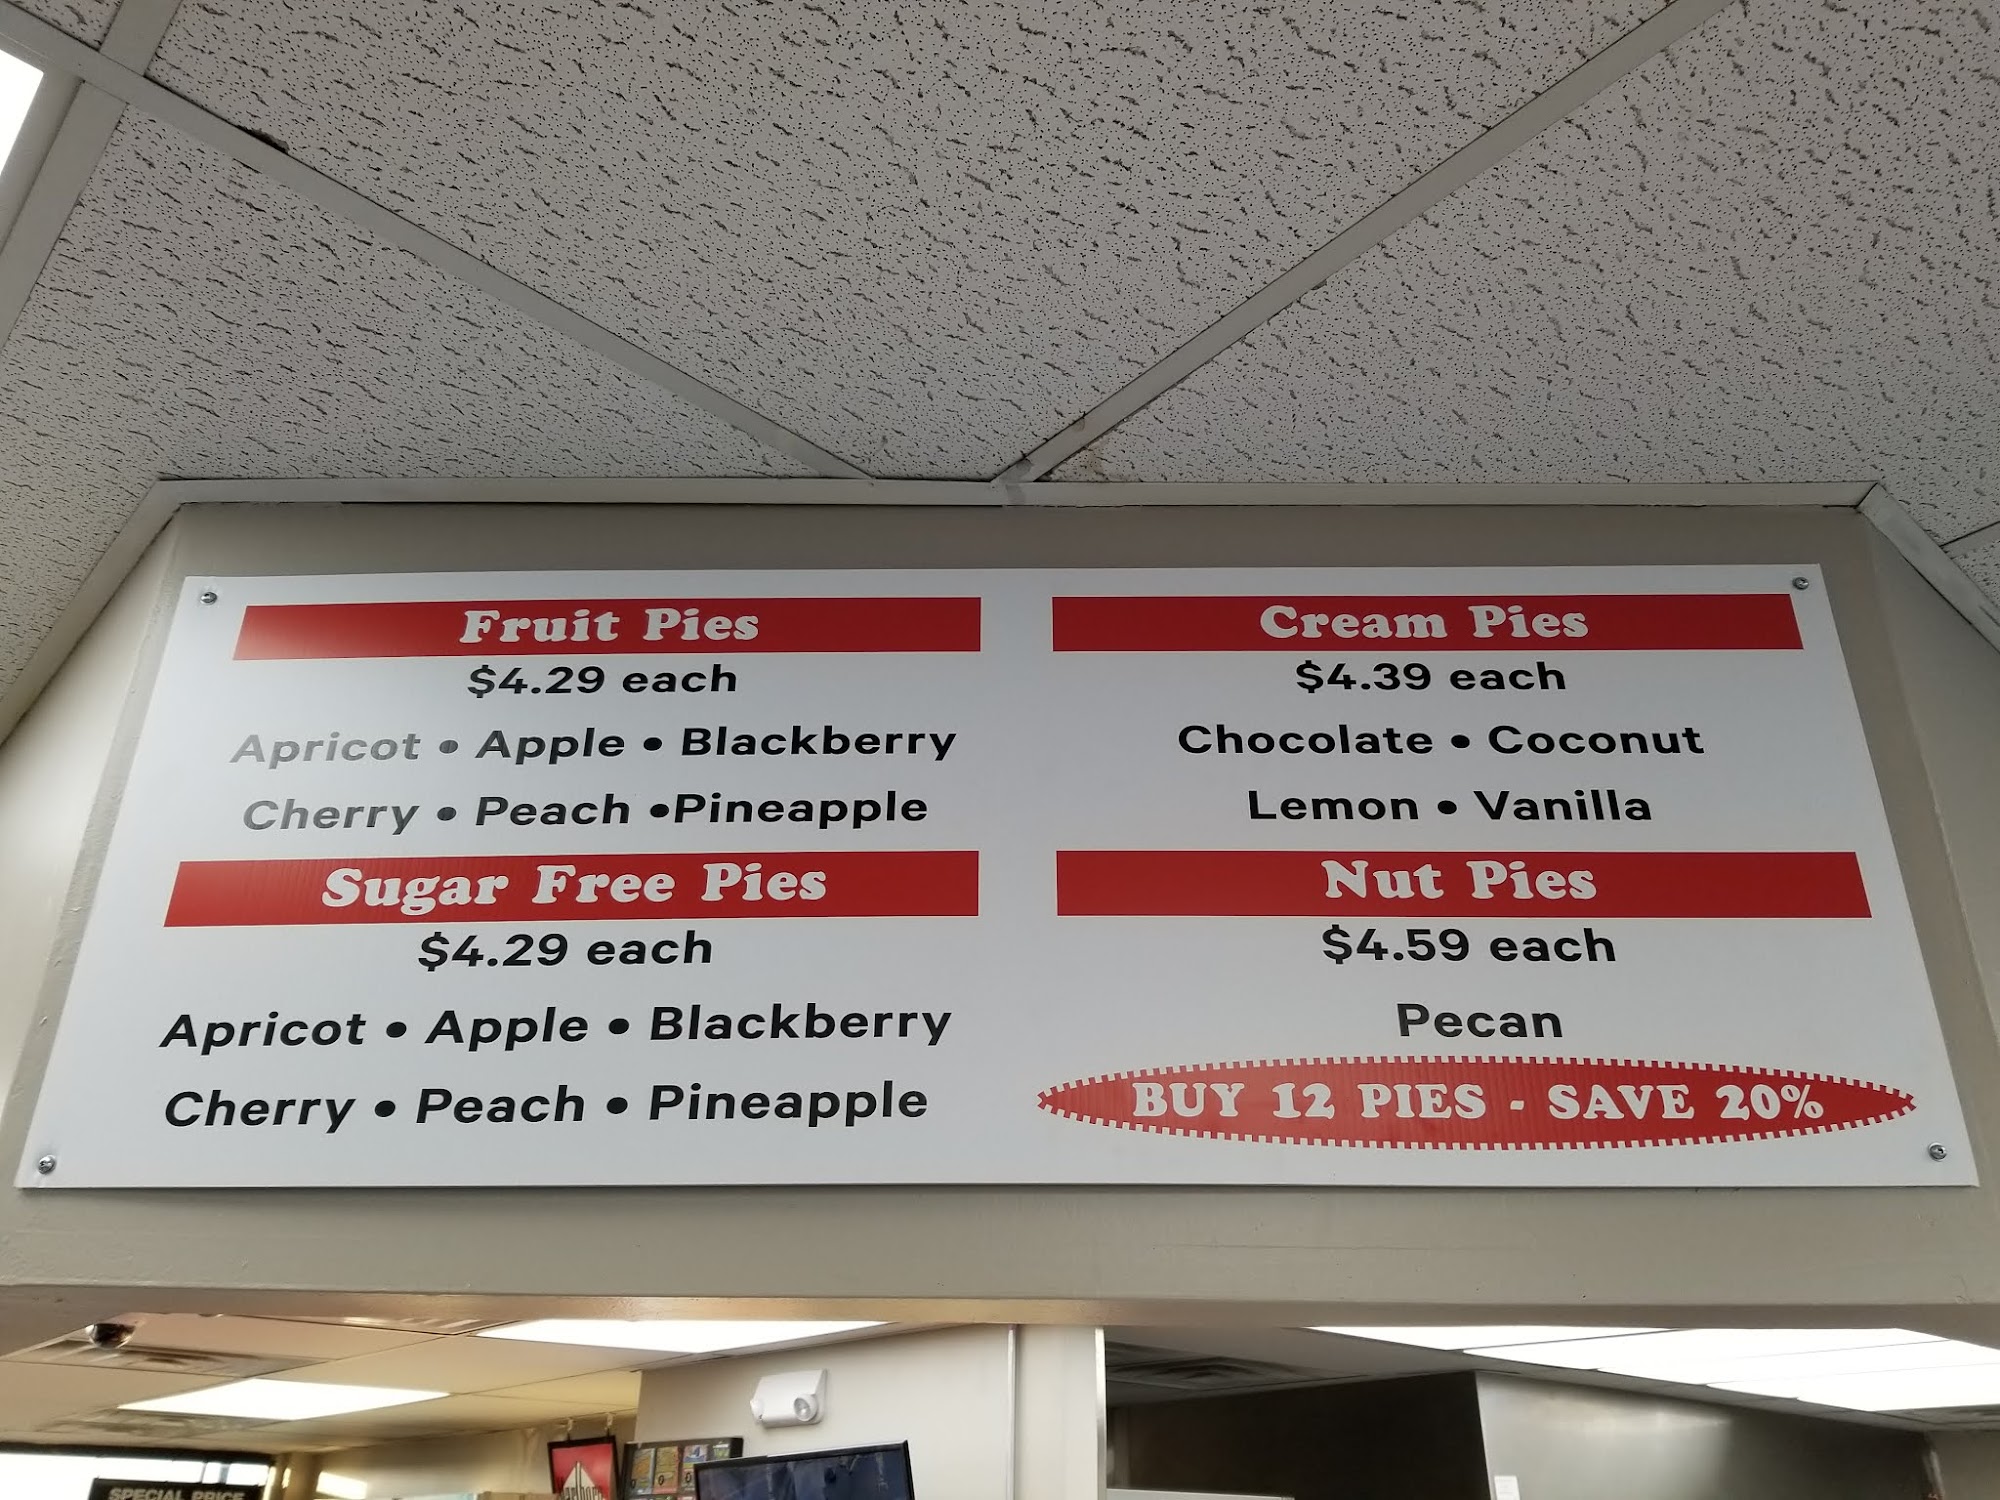 Fruit Pies
$4.29 each
Apricot • Apple • Blackberry
Cherry • Peach •Pineapple
Sugar Free Pies
$4.29 each
Apricot • Apple • Blackberry
Cherry • Peach • Pineapple
Cream Pies
$4.39 each
Chocolate • Coconut
Lemon • Vanilla
Nut Pies
$4.59 each
Pecan
BUY 12 PIES - SAVE 20%
SPECIAL PRICE